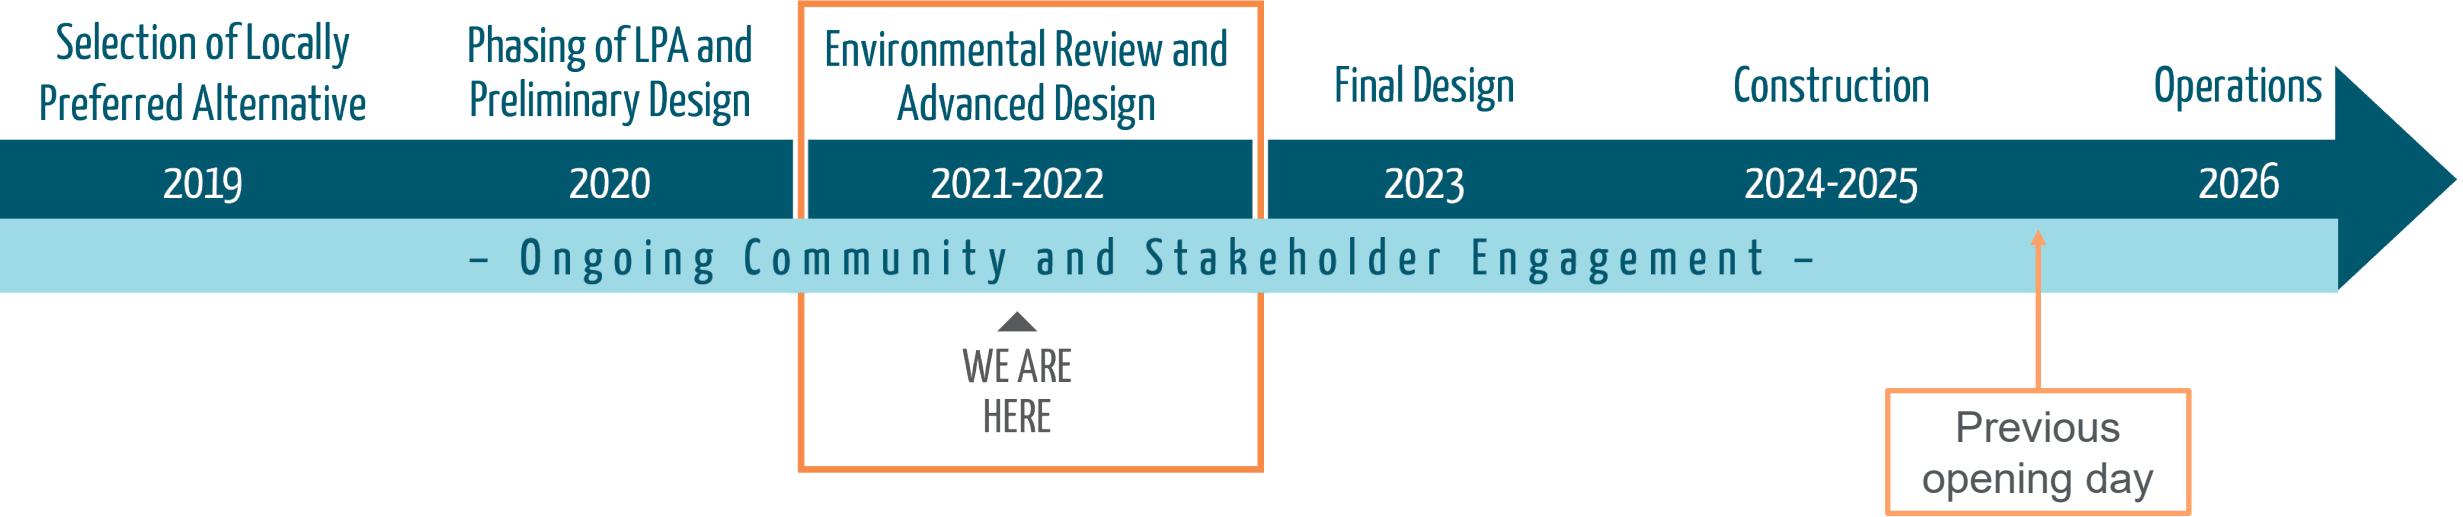 Selection of Locally
Preferred Alternative
Phasing of LPA and
Preliminary Design
Environmental Review and
Advanced Design
Final Design
Construction
Operations
2019
2020
2021-2022
2023
2024-2025
2026
– Ongoing Community and Stakeholder Engagement –
WE ARE
HERE
Previous
opening day